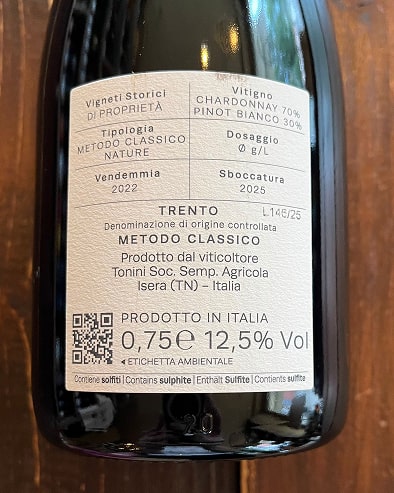 Vigneti Storici
DI PROPRIETÀ
Vitigno
CHARDONNAY 70%
PINOT BIANCO 30%
Tipologia
METODO CLASSICO
NATURE
Dosaggio
Ø g/L
Vendemmia
2022
Sboccatura
2025
TRENTO
L146/25
Denominazione di origine controllata
METODO CLASSICO
Prodotto dal viticoltore
Tonini Soc. Semp. Agricola
Isera (TN) – Italia
PRODOTTO IN ITALIA
0,75℮ 12,5% Vol
◄ETICHETTA AMBIENTALE
Contiene solfiti | Contains sulphite | Enthält Sulfite | Contients sulfite
20